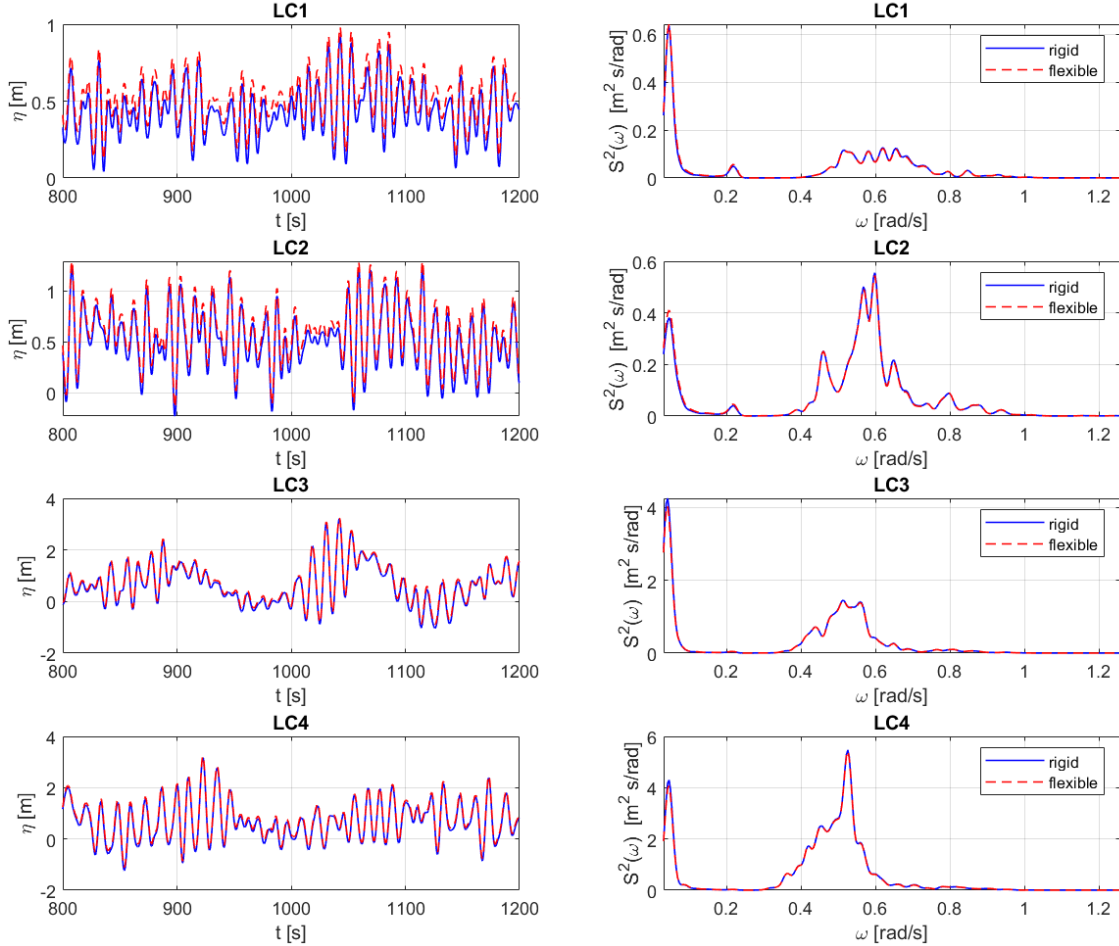 LC1
1
0.5
0
η [m]
800
900
1000
1100
1200
t [s]
LC1
0.6
0.4
0.2
0
S²(ω) [m² s/rad]
0.2
0.4
0.6
0.8
1
1.2
ω [rad/s]
rigid
flexible
LC2
1
0.5
0
η [m]
800
900
1000
1100
1200
t [s]
LC2
0.6
0.4
0.2
0
S²(ω) [m² s/rad]
0.2
0.4
0.6
0.8
1
1.2
ω [rad/s]
rigid
flexible
LC3
4
2
0
-2
η [m]
800
900
1000
1100
1200
t [s]
LC3
4
2
0
S²(ω) [m² s/rad]
0.2
0.4
0.6
0.8
1
1.2
ω [rad/s]
rigid
flexible
LC4
4
2
0
-2
η [m]
800
900
1000
1100
1200
t [s]
LC4
6
4
2
0
S²(ω) [m² s/rad]
0.2
0.4
0.6
0.8
1
1.2
ω [rad/s]
rigid
flexible